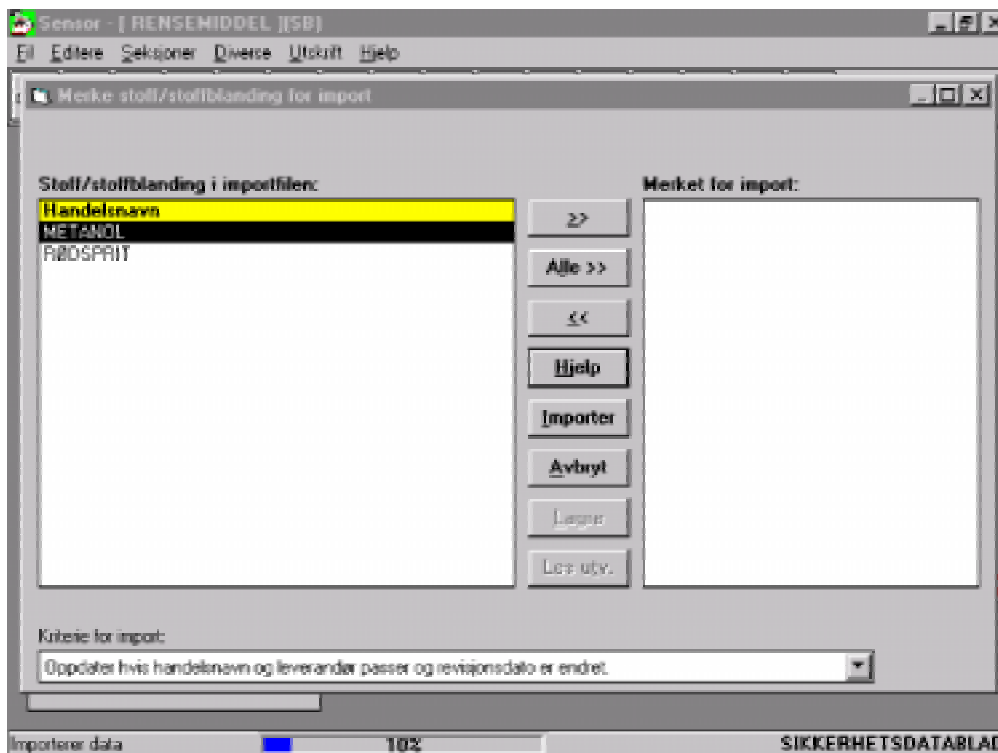 Sensor - [ RENSEMIDDEL ](SB)
Fil Editere Seksjoner Diverse Utskrift Hjelp
Merke stoff/stoffblanding for import
Stoff/stoffblanding i importfilen:
Merket for import:
Handelsnavn
METANOL
RØDSPRIT
>>
Alle >>
<<
Hjelp
Importer
Avbryt
Lagre
Les utv.
Kriterie for import:
Oppdater hvis handelsnavn og leverandør passer og revisjonsdato er endret.
Importerer data
10%
SIKKERHETSDATABLAD